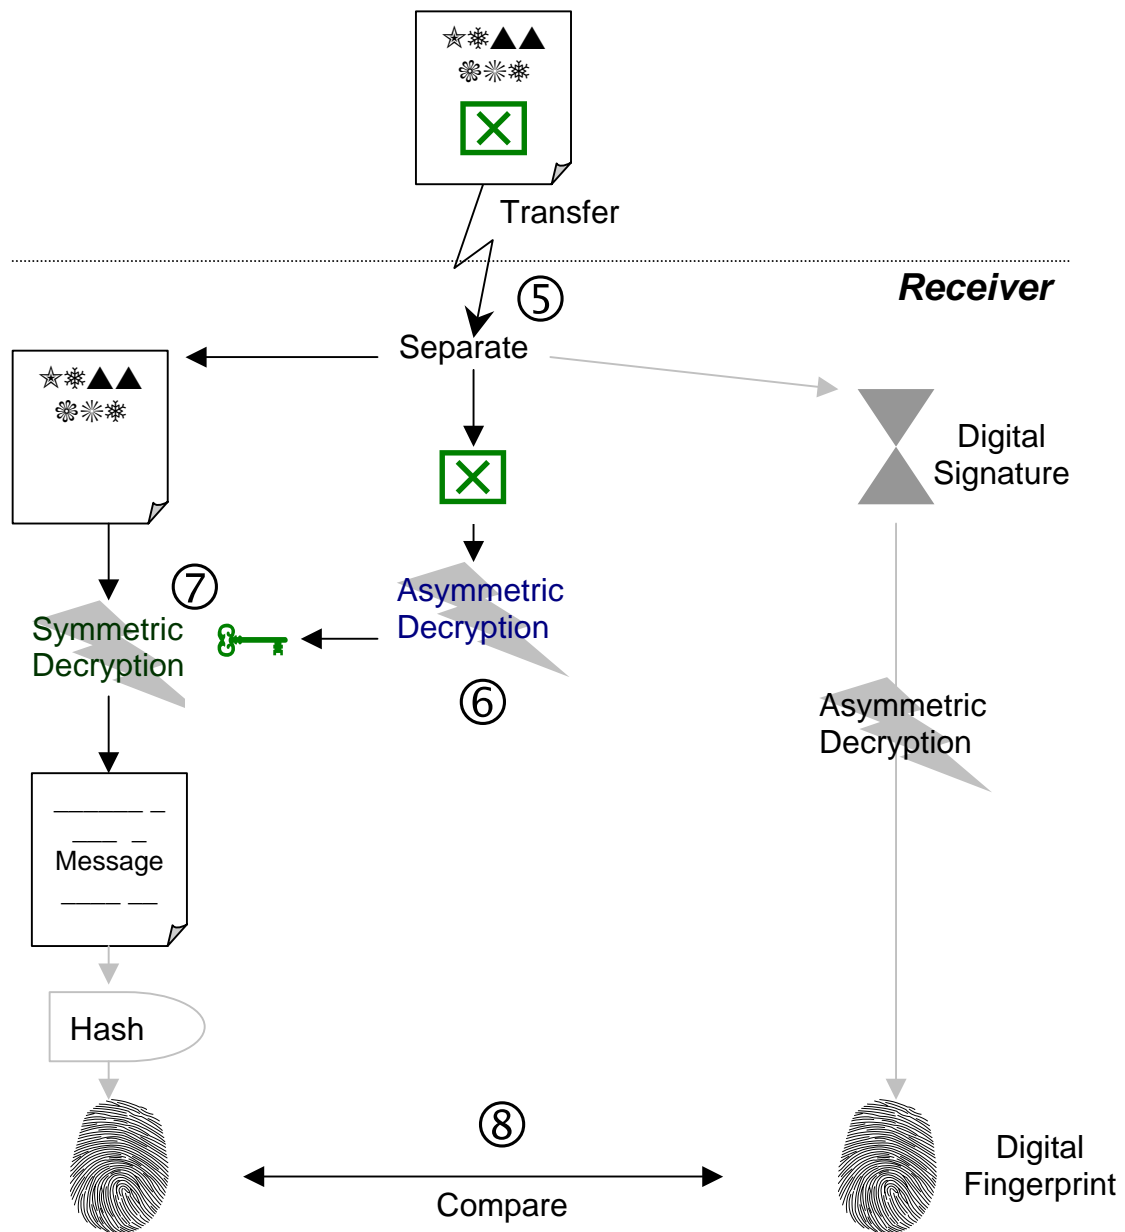 Transfer
⑤
Receiver
Separate
Digital
Signature
⑦
Asymmetric
Decryption
Symmetric
Decryption
⑥
Asymmetric
Decryption
Message
Hash
⑧
Compare
Digital
Fingerprint